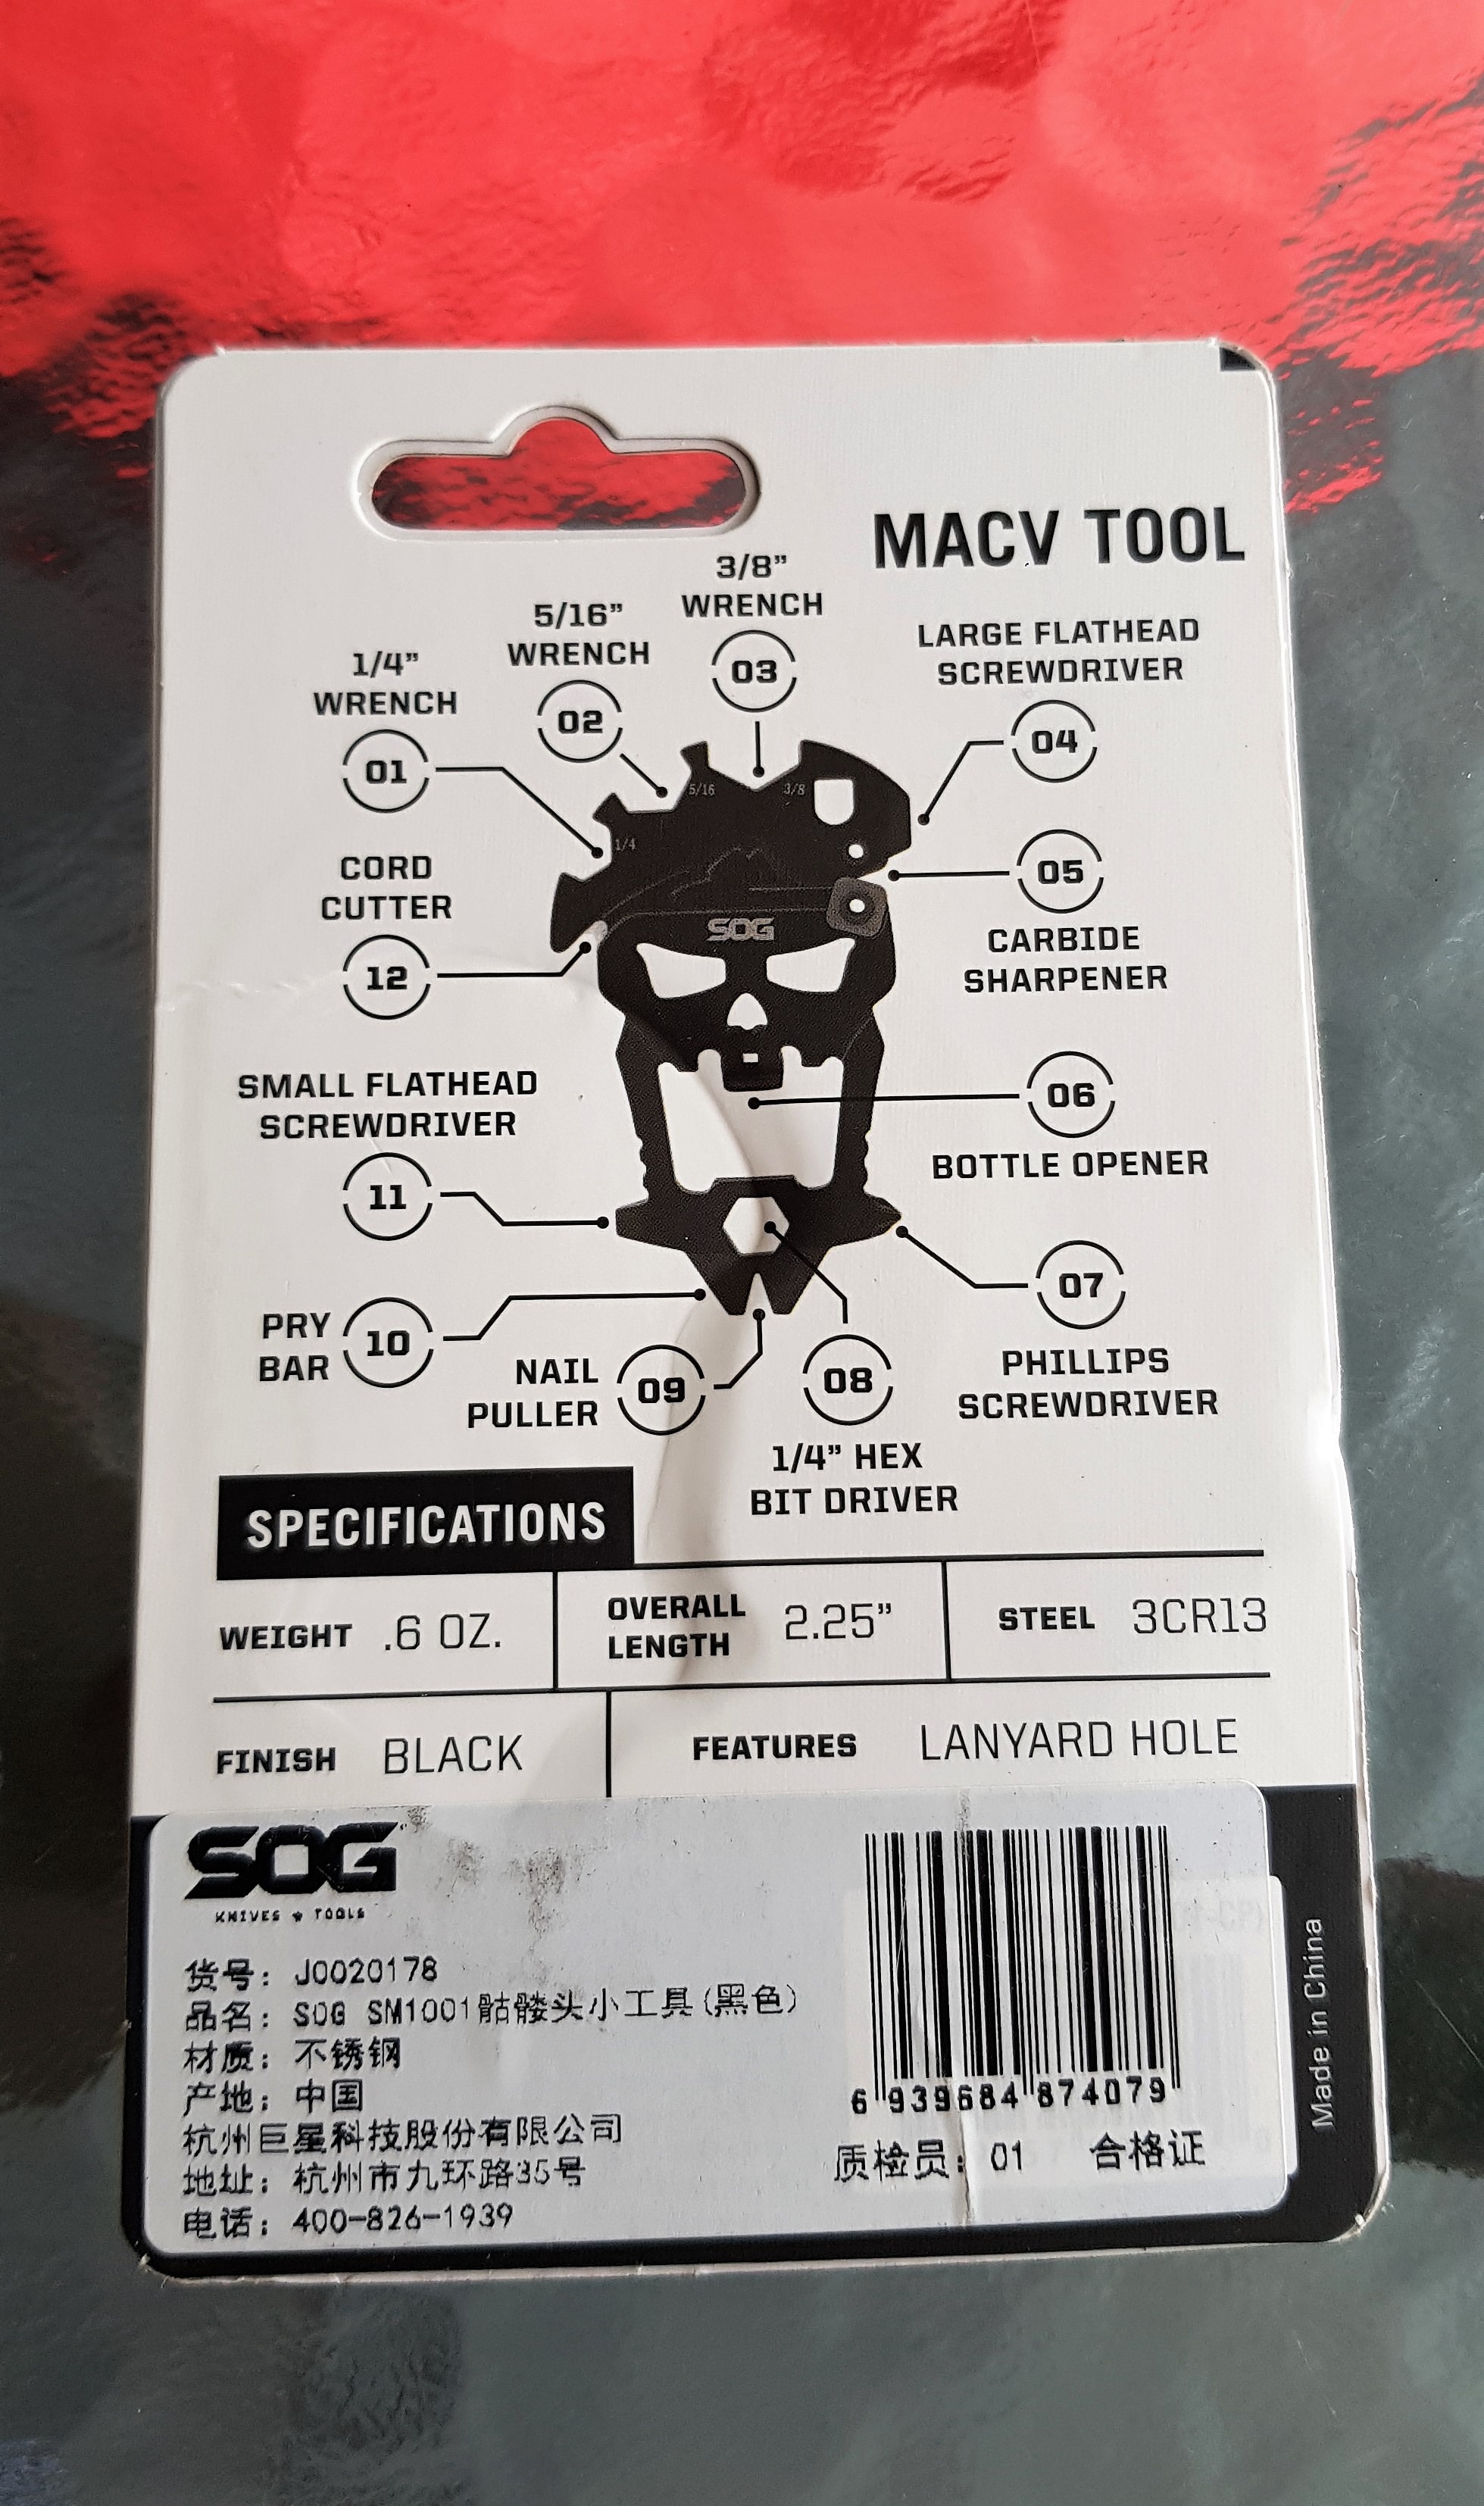 MACV TOOL
3/8”
WRENCH
03
5/16”
WRENCH
02
1/4”
WRENCH
01
LARGE FLATHEAD
SCREWDRIVER
04
5/16
3/8
1/4
05
CARBIDE
SHARPENER
CORD
CUTTER
12
SOG
SMALL FLATHEAD
SCREWDRIVER
11
06
BOTTLE OPENER
07
PHILLIPS
SCREWDRIVER
PRY
BAR
10
NAIL
PULLER
09
08
1/4” HEX
BIT DRIVER
SPECIFICATIONS
WEIGHT .6 OZ.
OVERALL
LENGTH
2.25”
STEEL 3CR13
FINISH BLACK
FEATURES LANYARD HOLE
SOG
KNIVES TOOLS
货号: J0020178
品名: SOG SM1001骷髅头小工具(黑色)
材质: 不锈钢
产地: 中国
杭州巨星科技股份有限公司
地址: 杭州市九环路35号
电话: 400-826-1939
6 939684 874079
质检员: 01 合格证
Made in China